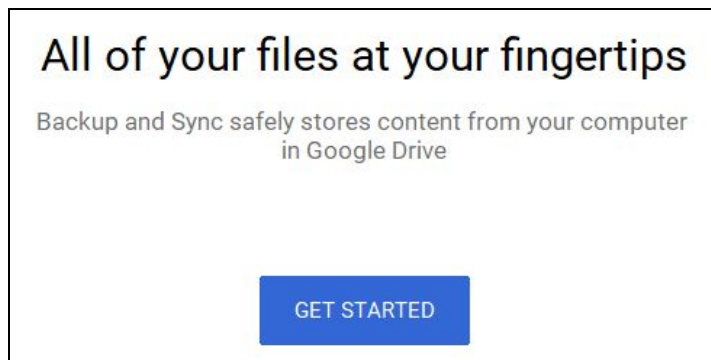 All of your files at your fingertips
Backup and Sync safely stores content from your computer
in Google Drive
GET STARTED